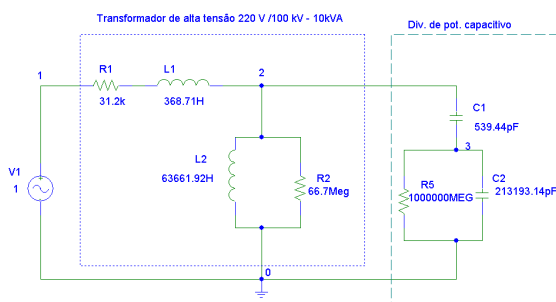 Transformador de alta tensão 220 V /100 kV - 10kVA
Div. de pot. capacitivo
1
R1
L1
2
31.2k
368.71H
C1
539.44pF
3
L2
63661.92H
R2
66.7Meg
V1
1
R5
1000000MEG
C2
213193.14pF
0